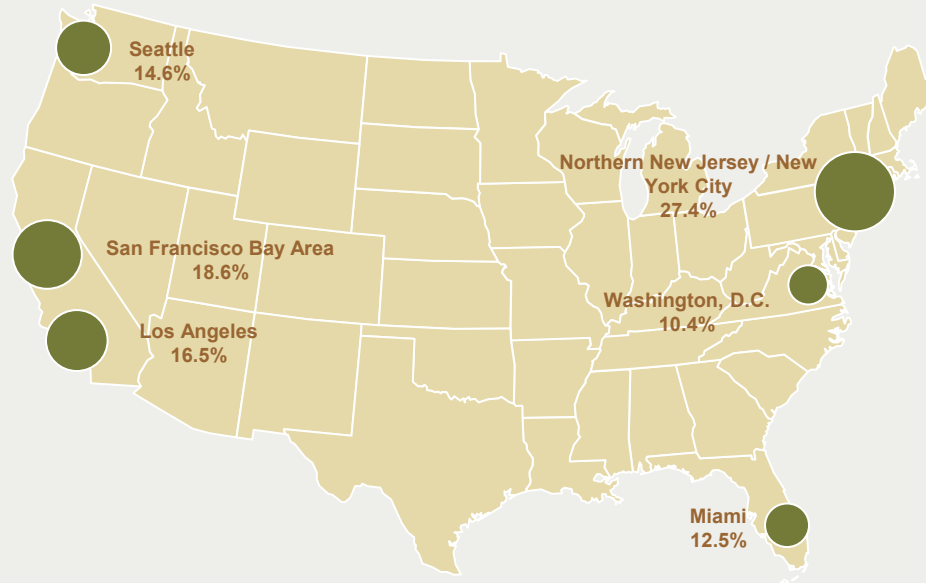 Seattle
14.6%
Northern New Jersey / New
York City
27.4%
San Francisco Bay Area
18.6%
Washington, D.C.
10.4%
Los Angeles
16.5%
Miami
12.5%